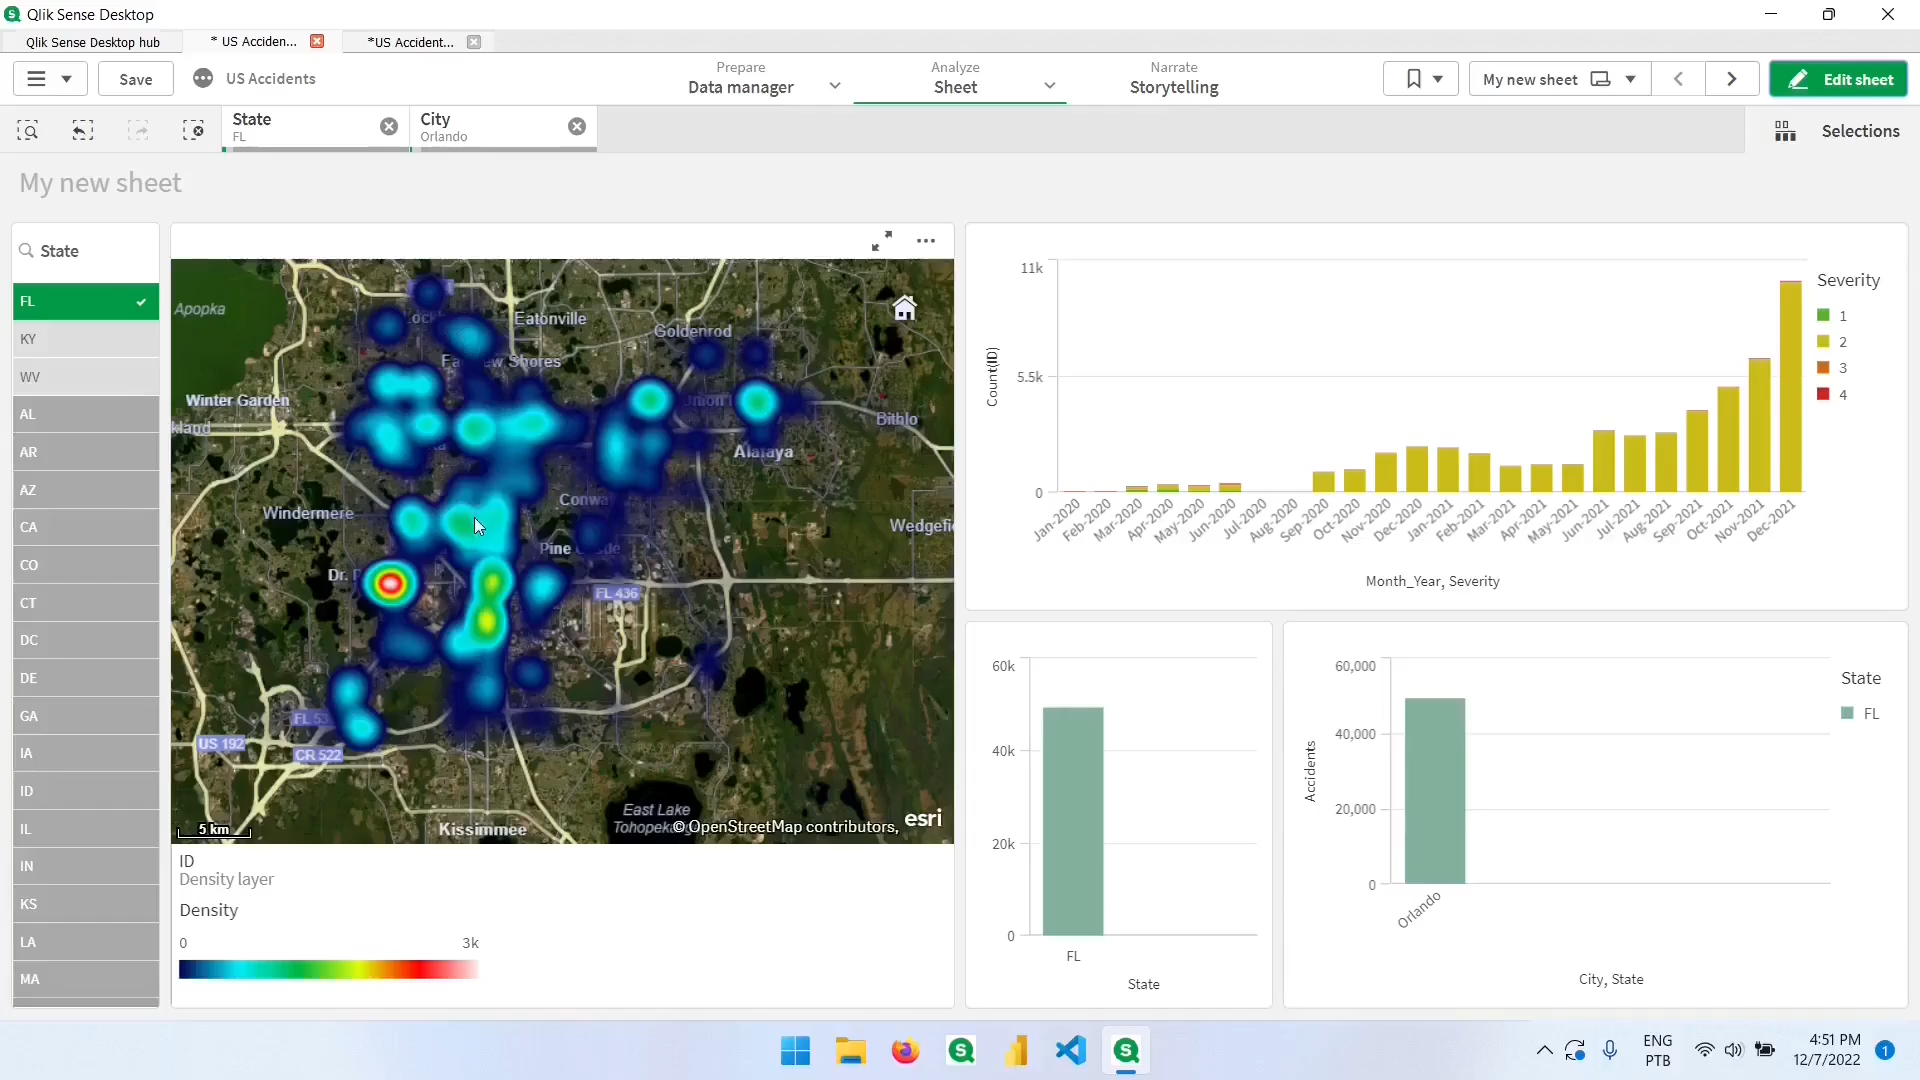 Qlik Sense Desktop
Qlik Sense Desktop hub
* US Acciden...
*US Accident...
Save
US Accidents
Prepare
Data manager
Analyze
Sheet
Narrate
Storytelling
My new sheet
Edit sheet
State
FL
City
Orlando
Selections
My new sheet
State
FL
KY
WV
AL
AR
AZ
CA
CO
CT
DC
DE
GA
IA
ID
IL
IN
KS
LA
MA
Apopka
Eatonville
Goldenrod
Shores
Winter Garden
Union
Bithlo
Alafaya
Conwa
Windermere
Wedgefi
Pine
Dr.
FL 436
FL 53
US 192
CR 522
East Lake
Tohopek
Kissimmee
5 km
© OpenStreetMap contributors,
esri
ID
Density layer
Density
0
3k
11k
5.5k
0
Count(ID)
Jan-2020
Feb-2020
Mar-2020
Apr-2020
May-2020
Jun-2020
Jul-2020
Aug-2020
Sep-2020
Oct-2020
Nov-2020
Dec-2020
Jan-2021
Feb-2021
Mar-2021
Apr-2021
May-2021
Jun-2021
Jul-2021
Aug-2021
Sep-2021
Oct-2021
Nov-2021
Dec-2021
Month_Year, Severity
Severity
1
2
3
4
60k
40k
20k
0
FL
State
60,000
40,000
20,000
0
Accidents
Orlando
City, State
State
FL
ENG
PTB
4:51 PM
12/7/2022
1